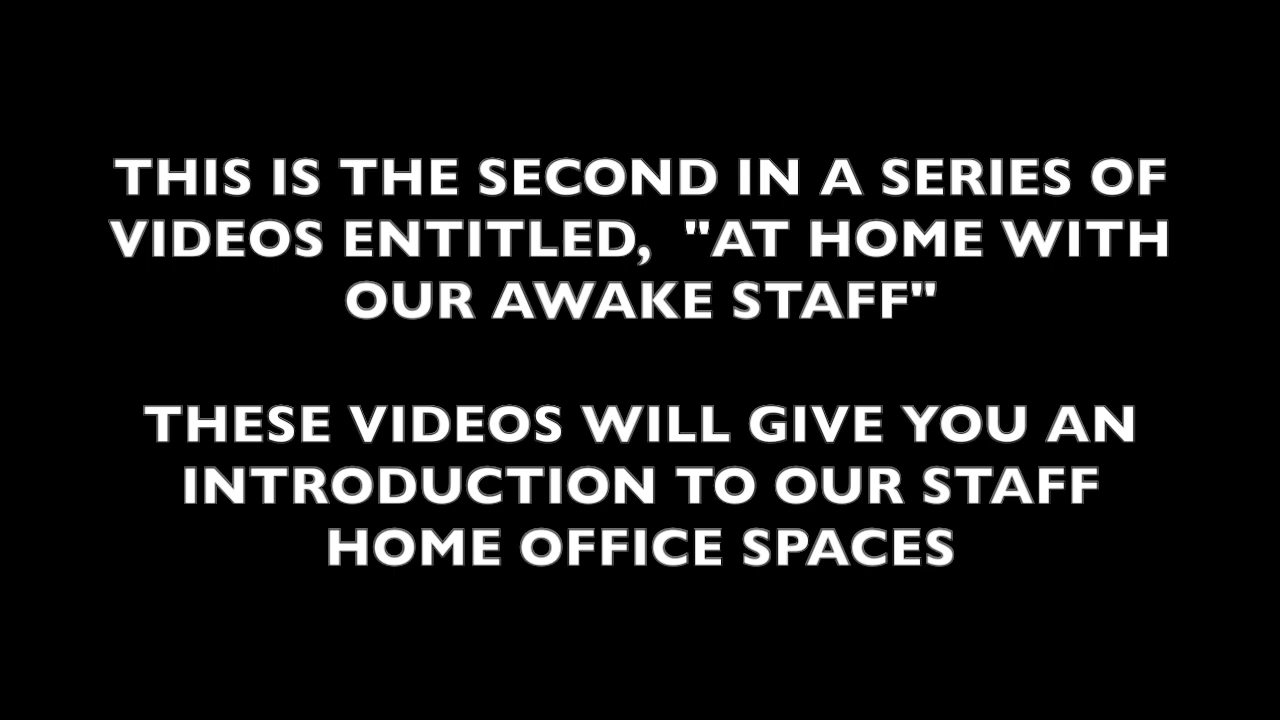 THIS IS THE SECOND IN A SERIES OF
VIDEOS ENTITLED,  "AT HOME WITH
OUR AWAKE STAFF"
THESE VIDEOS WILL GIVE YOU AN
INTRODUCTION TO OUR STAFF
HOME OFFICE SPACES